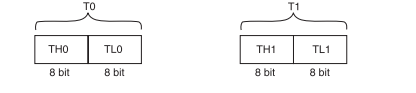 T0 T1
TH0 TL0 TH1 TL1
8 bit 8 bit 8 bit 8 bit